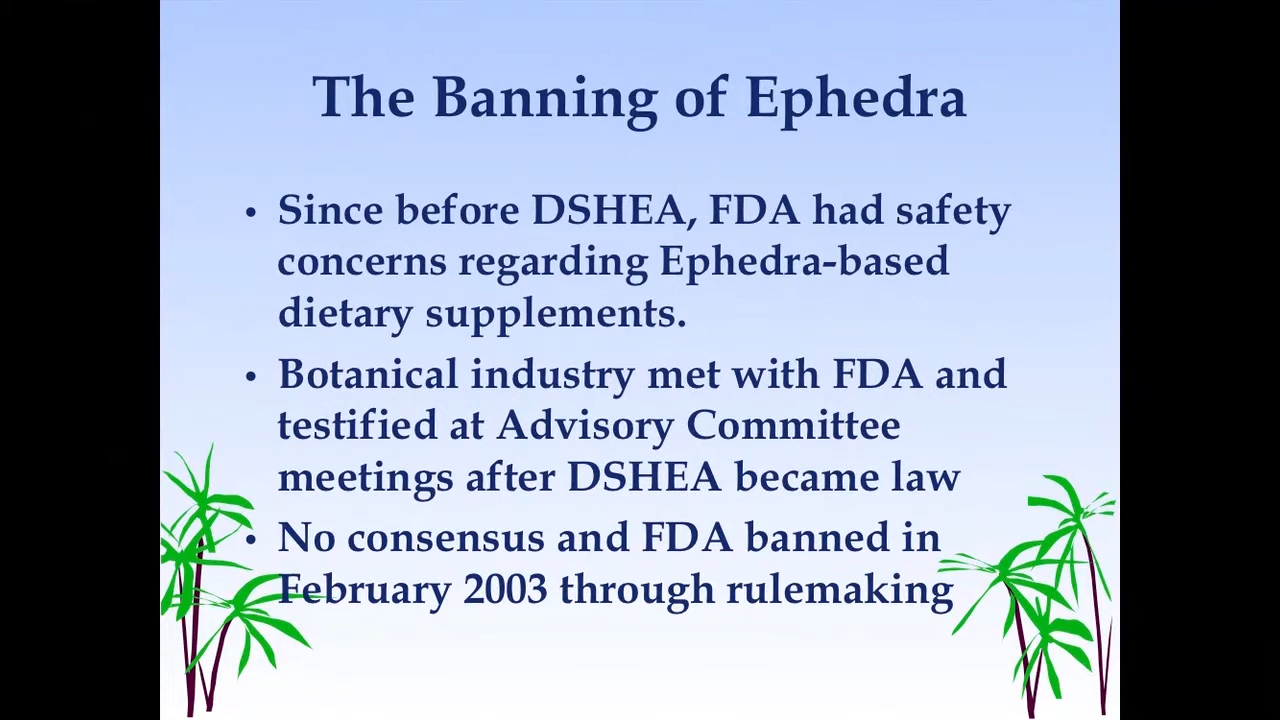 The Banning of Ephedra
• Since before DSHEA, FDA had safety
concerns regarding Ephedra-based
dietary supplements.
• Botanical industry met with FDA and
testified at Advisory Committee
meetings after DSHEA became law
• No consensus and FDA banned in
February 2003 through rulemaking